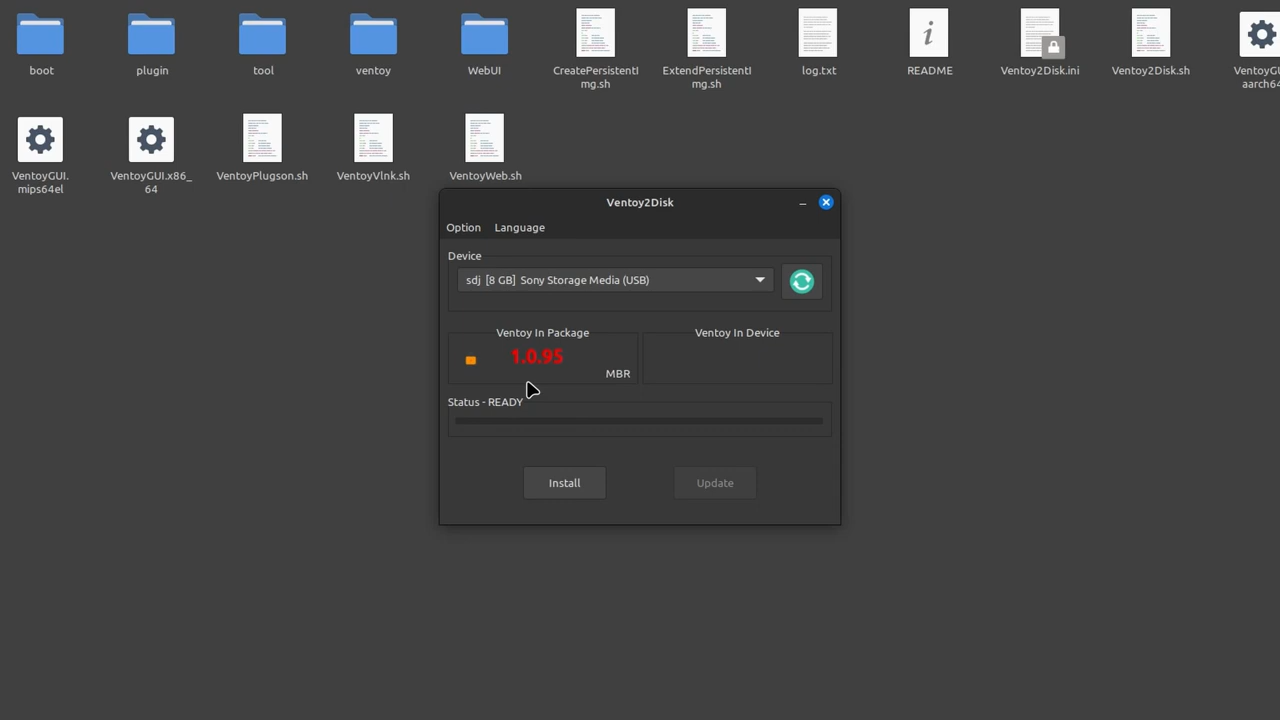 boot
plugin
tool
ventoy
WebUI
CreatePersistentI
mg.sh
ExtendPersistentI
mg.sh
log.txt
README
Ventoy2Disk.ini
Ventoy2Disk.sh
VentoyGU
aarch64
VentoyGUI.
mips64el
VentoyGUI.x86_
64
VentoyPlugson.sh
VentoyVlnk.sh
VentoyWeb.sh
Ventoy2Disk
Option Language
Device
sdj [8 GB] Sony Storage Media (USB)
Ventoy In Package
Ventoy In Device
1.0.95
MBR
Status - READY
Install
Update